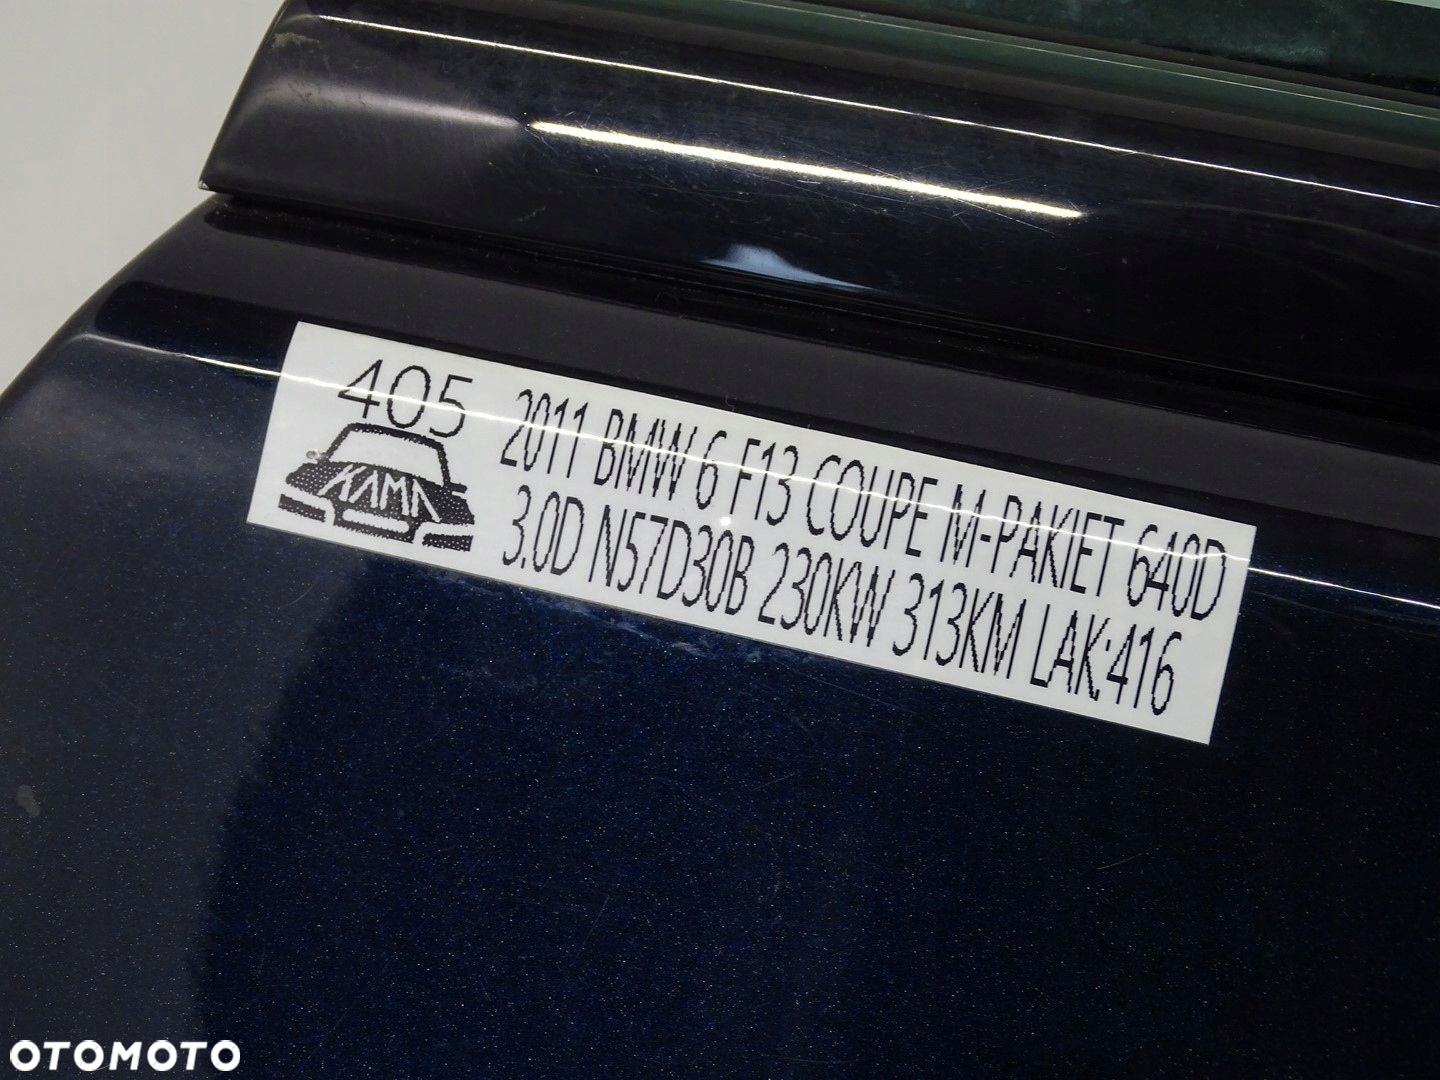 405
KAMA
2011 BMW 6 F13 COUPE M-PAKIET 640D
3.0D N57D30B 230KW 313KM LAK:416
OTOMOTO